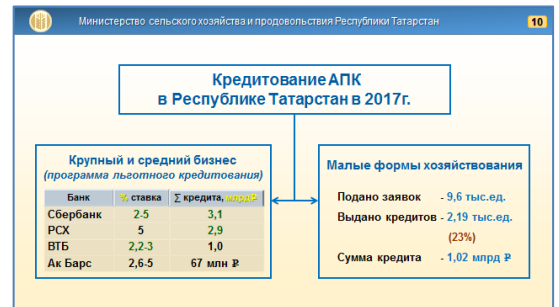 Министерство сельского хозяйства и продовольствия Республики Татарстан
10
Кредитование АПК
в Республике Татарстан в 2017г.
Крупный и средний бизнес
(программа льготного кредитования)
Банк % ставка ∑ кредита, млрд ₽
Сбербанк 2-5 3,1
РСХ 5 2,9
ВТБ 2,2-3 1,0
Ак Барс 2,6-5 67 млн ₽
Малые формы хозяйствования
Подано заявок - 9,6 тыс.ед.
Выдано кредитов - 2,19 тыс.ед.
(23%)
Сумма кредита - 1,02 млрд ₽